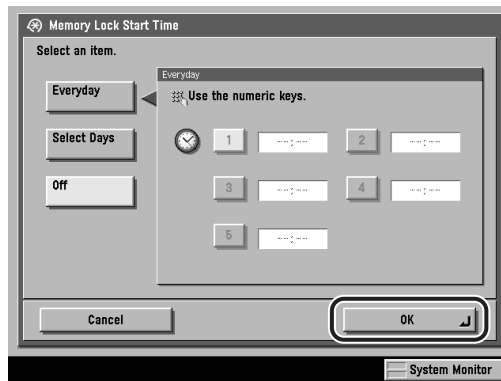 Memory Lock Start Time
Select an item.
Everyday
Everyday
Use the numeric keys.
Select Days
1 --:-- 2 --:--
Off
3 --:-- 4 --:--
5 --:--
Cancel OK
System Monitor